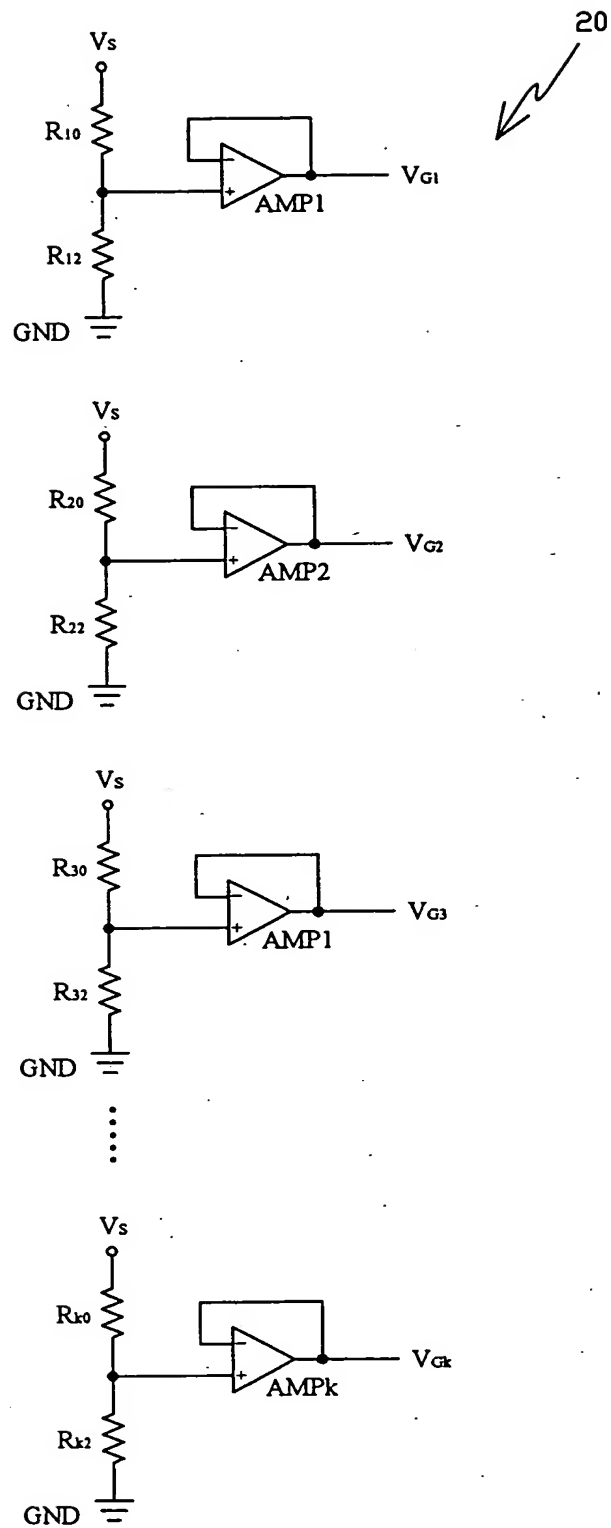 20
Vs
R10
-
+
AMP1
VG1
R12
GND
Vs
R20
-
+
AMP2
VG2
R22
GND
Vs
R30
-
+
AMP1
VG3
R32
GND
Vs
Rk0
-
+
AMPk
VGk
Rk2
GND